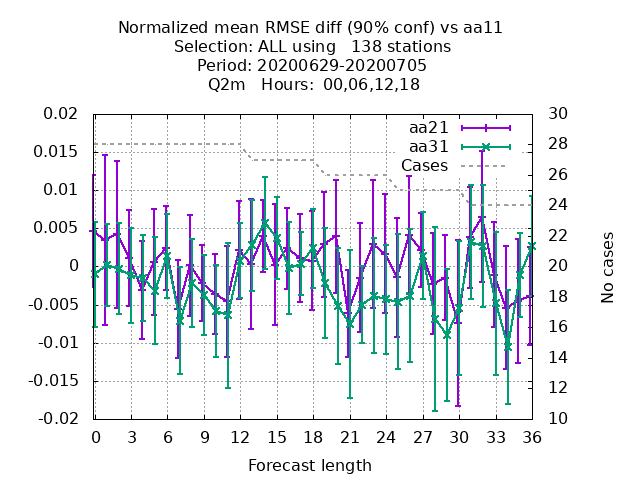 Normalized mean RMSE diff (90% conf) vs aa11
Selection: ALL using   138 stations
Period: 20200629-20200705
Q2m   Hours:  00,06,12,18
0.02
0.015
0.01
0.005
0
-0.005
-0.01
-0.015
-0.02
30
28
26
24
22
20
18
16
14
12
10
aa21
aa31
Cases
No cases
0 3 6 9 12 15 18 21 24 27 30 33 36
Forecast length